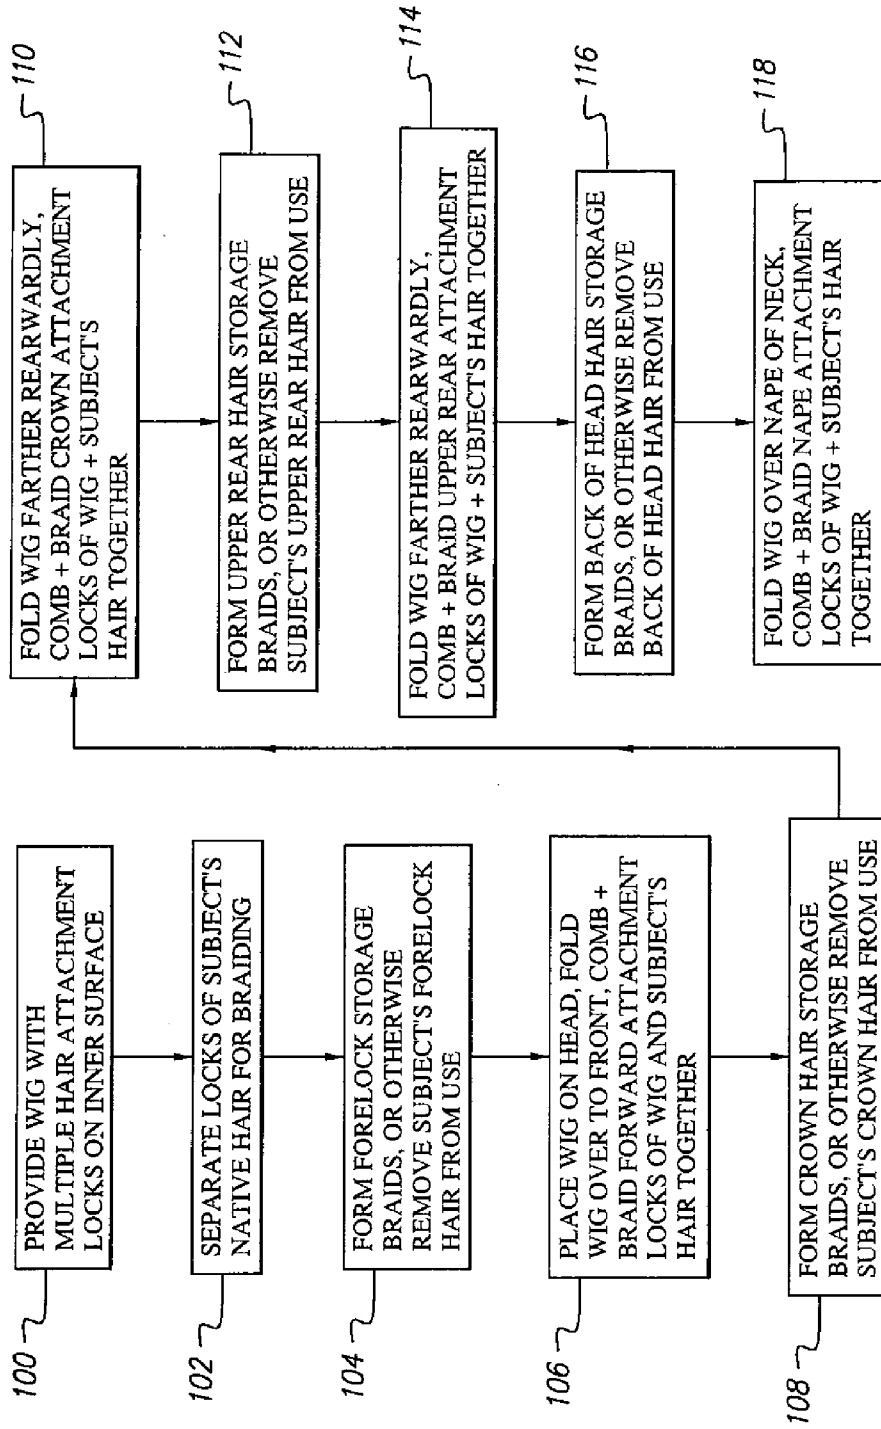 100
PROVIDE WIG WITH
MULTIPLE HAIR ATTACHMENT
LOCKS ON INNER SURFACE
102
SEPARATE LOCKS OF SUBJECT'S
NATIVE HAIR FOR BRAIDING
104
FORM FORELOCK STORAGE
BRAIDS, OR OTHERWISE
REMOVE SUBJECT'S FORELOCK
HAIR FROM USE
106
PLACE WIG ON HEAD, FOLD
WIG OVER TO FRONT, COMB +
BRAID FORWARD ATTACHMENT
LOCKS OF WIG AND SUBJECT'S
HAIR TOGETHER
108
FORM CROWN HAIR STORAGE
BRAIDS, OR OTHERWISE REMOVE
SUBJECT'S CROWN HAIR FROM USE
110
FOLD WIG FARTHER REARWARDLY,
COMB + BRAID CROWN ATTACHMENT
LOCKS OF WIG + SUBJECTS
HAIR TOGETHER
112
FORM UPPER REAR HAIR STORAGE
BRAIDS, OR OTHERWISE REMOVE
SUBJECT'S UPPER REAR HAIR FROM USE
114
FOLD WIG FARTHER REARWARDLY,
COMB + BRAID UPPER REAR ATTACHMENT
LOCKS OF WIG + SUBJECT'S HAIR TOGETHER
116
FORM BACK OF HEAD HAIR STORAGE
BRAIDS, OR OTHERWISE REMOVE
BACK OF HEAD HAIR FROM USE
118
FOLD WIG OVER NAPE OF NECK,
COMB + BRAID NAPE ATTACHMENT
LOCKS OF WIG + SUBJECT'S HAIR
TOGETHER